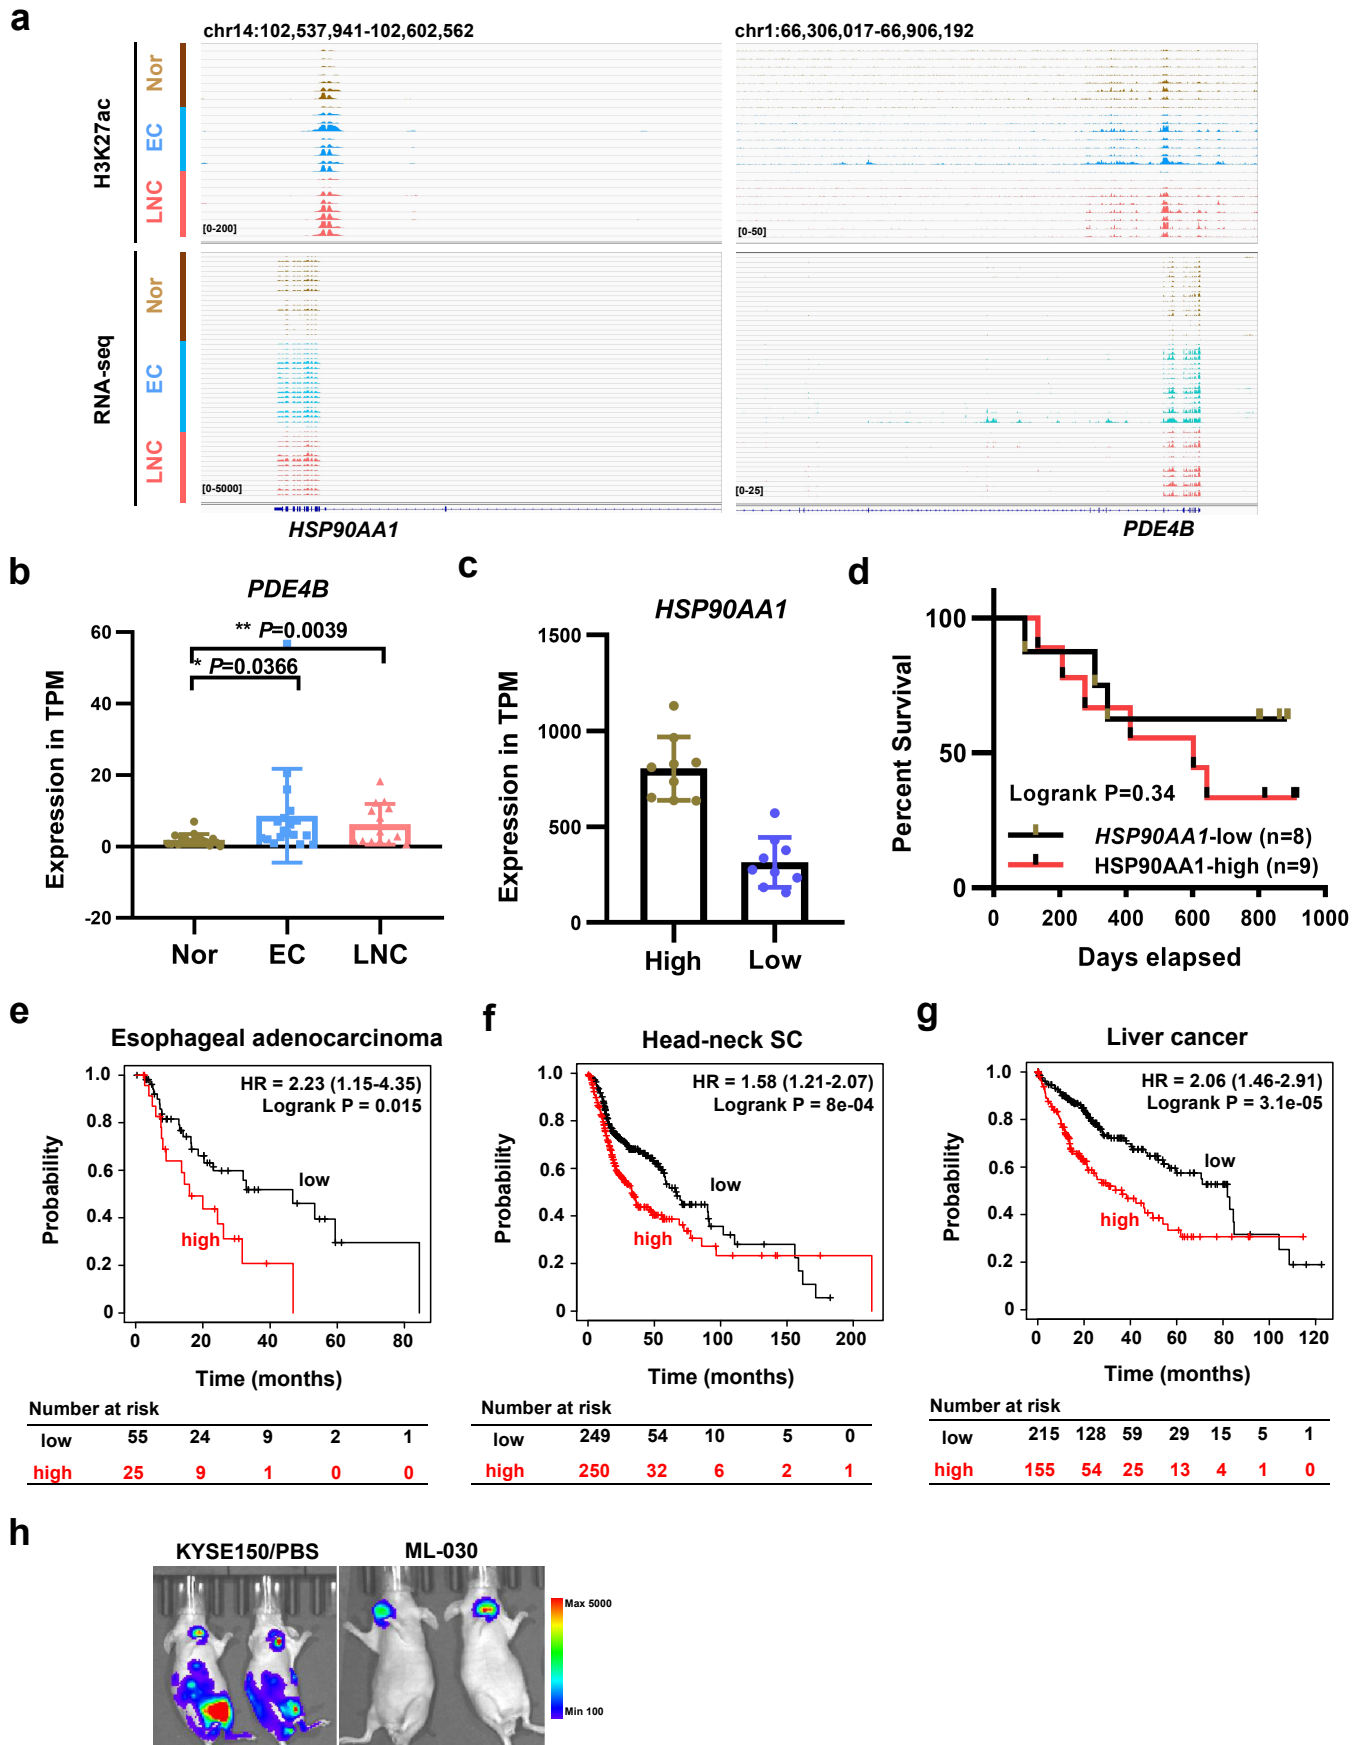 a
chr14:102,537,941-102,602,562
chr1:66,306,017-66,906,192
H3K27ac
Nor
EC
LNC
[0-200]
[0-50]
RNA-seq
Nor
EC
LNC
[0-5000]
[0-25]
HSP90AA1
PDE4B
b
PDE4B
Expression in TPM
60
40
20
0
-20
** P=0.0039
* P=0.0366
Nor
EC
LNC
c
HSP90AA1
Expression in TPM
1500
1000
500
0
High
Low
d
Percent Survival
100
50
0
Logrank P=0.34
HSP90AA1-low (n=8)
HSP90AA1-high (n=9)
0 200 400 600 800 1000
Days elapsed
e
Esophageal adenocarcinoma
HR = 2.23 (1.15-4.35)
Logrank P = 0.015
Probability
1.0
0.8
0.6
0.4
0.2
0
low
high
0 20 40 60 80
Time (months)
Number at risk
low 55 24 9 2 1
high 25 9 1 0 0
f
Head-neck SC
HR = 1.58 (1.21-2.07)
Logrank P = 8e-04
Probability
1.0
0.8
0.6
0.4
0.2
0
low
high
0 50 100 150 200
Time (months)
Number at risk
low 249 54 10 5 0
high 250 32 6 2 1
g
Liver cancer
HR = 2.06 (1.46-2.91)
Logrank P = 3.1e-05
Probability
1.0
0.8
0.6
0.4
0.2
0
low
high
0 20 40 60 80 100 120
Time (months)
Number at risk
low 215 128 59 29 15 5 1
high 155 54 25 13 4 1 0
h
KYSE150/PBS
ML-030
Max 5000
Min 100